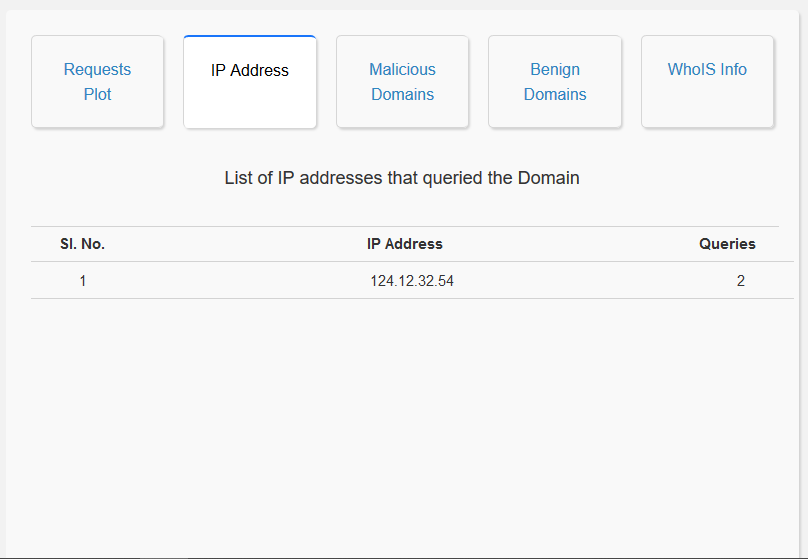 Requests
Plot
IP Address
Malicious
Domains
Benign
Domains
WhoIS Info
List of IP addresses that queried the Domain
Sl. No. IP Address Queries
1 124.12.32.54 2